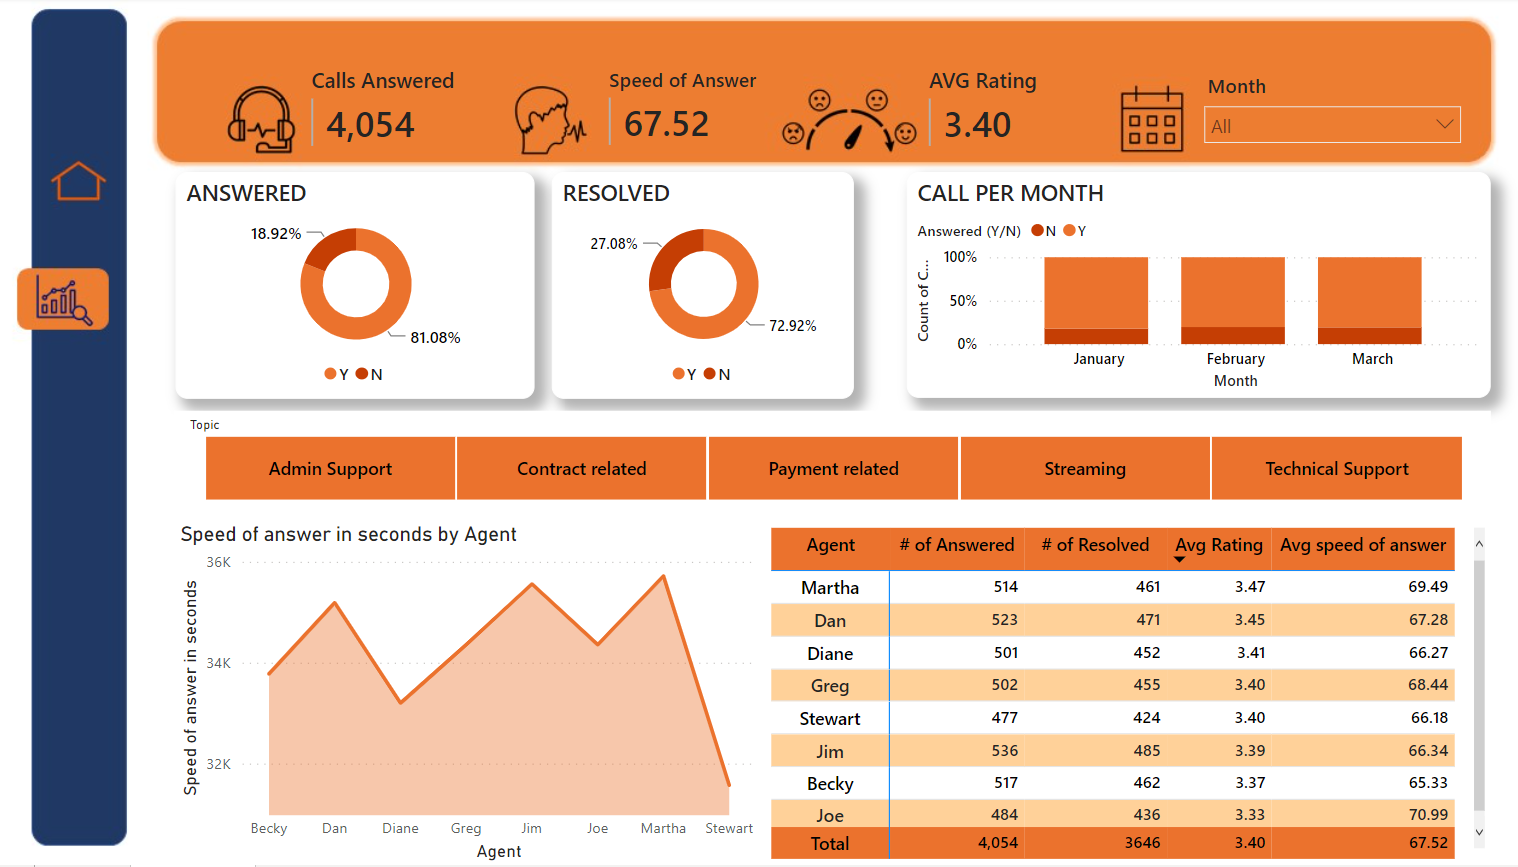 Calls Answered
4,054
Speed of Answer
67.52
AVG Rating
3.40
Month
All
ANSWERED
18.92%
81.08%
Y N
RESOLVED
27.08%
72.92%
Y N
CALL PER MONTH
Answered (Y/N) N Y
Count of C...
100%
50%
0%
January February March
Month
Topic
Admin Support Contract related Payment related Streaming Technical Support
Speed of answer in seconds by Agent
Speed of answer in seconds
36K
34K
32K
Becky Dan Diane Greg Jim Joe Martha Stewart
Agent
Agent # of Answered # of Resolved Avg Rating Avg speed of answer
Martha 514 461 3.47 69.49
Dan 523 471 3.45 67.28
Diane 501 452 3.41 66.27
Greg 502 455 3.40 68.44
Stewart 477 424 3.40 66.18
Jim 536 485 3.39 66.34
Becky 517 462 3.37 65.33
Joe 484 436 3.33 70.99
Total 4,054 3646 3.40 67.52